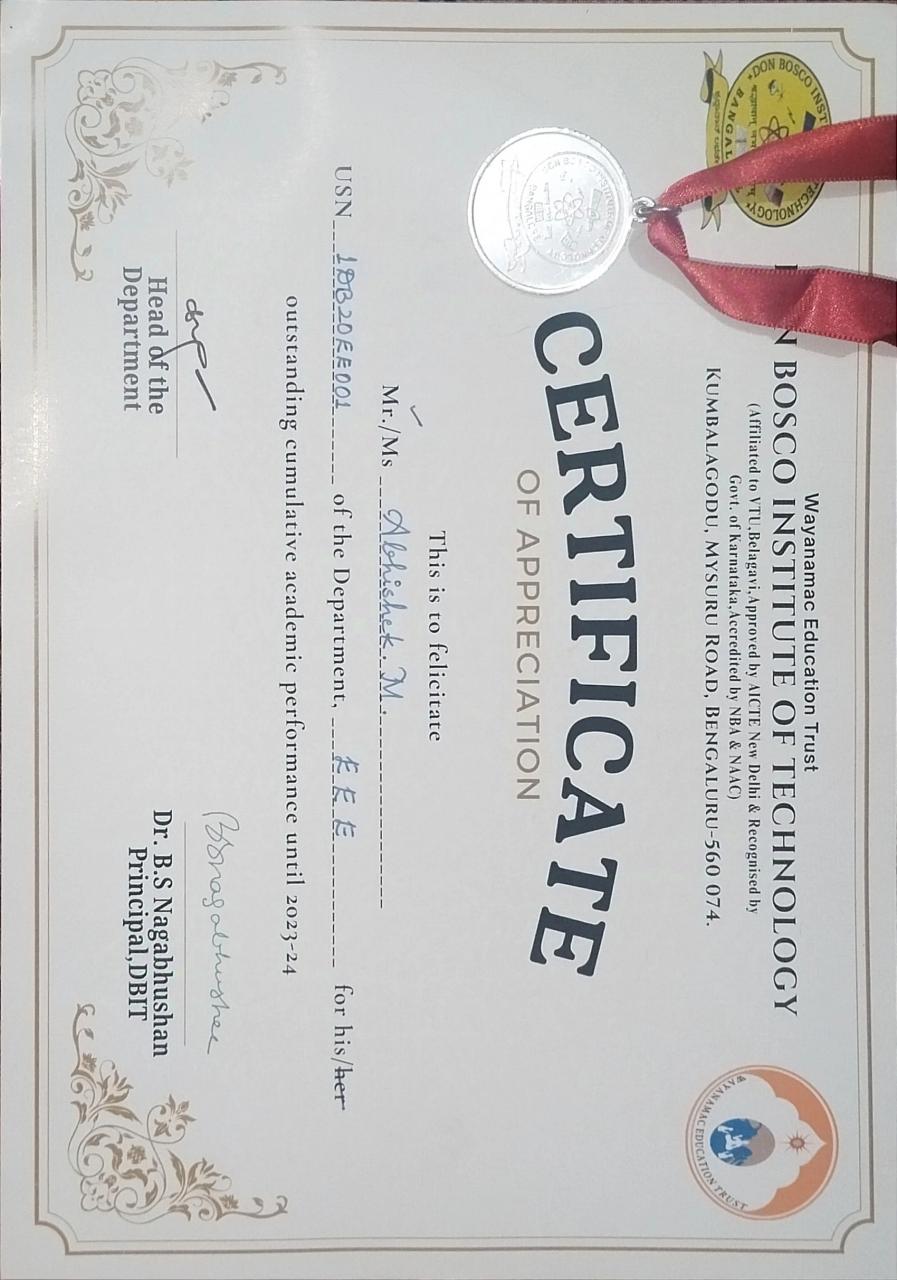 Wayanamac Education Trust
N BOSCO INSTITUTE OF TECHNOLOGY
(Affiliated to VTU,Belagavi,Approved by AICTE New Delhi & Recognised by
Govt. of Karnataka,Accredited by NBA & NAAC)
KUMBALAGODU, MYSURU ROAD, BENGALURU-560 074.
DON BOSCO INST
TECHNOLOGY
BANGAL
WAYANAMAC EDUCATION TRUST
CERTIFICATE
OF APPRECIATION
This is to felicitate
Mr./Ms Abhishek. M.
USN 1DB20EE001 of the Department, EEE for his/her
outstanding cumulative academic performance until 2023-24
Head of the
Department
BSNagabhushan
Dr. B.S Nagabhushan
Principal,DBIT